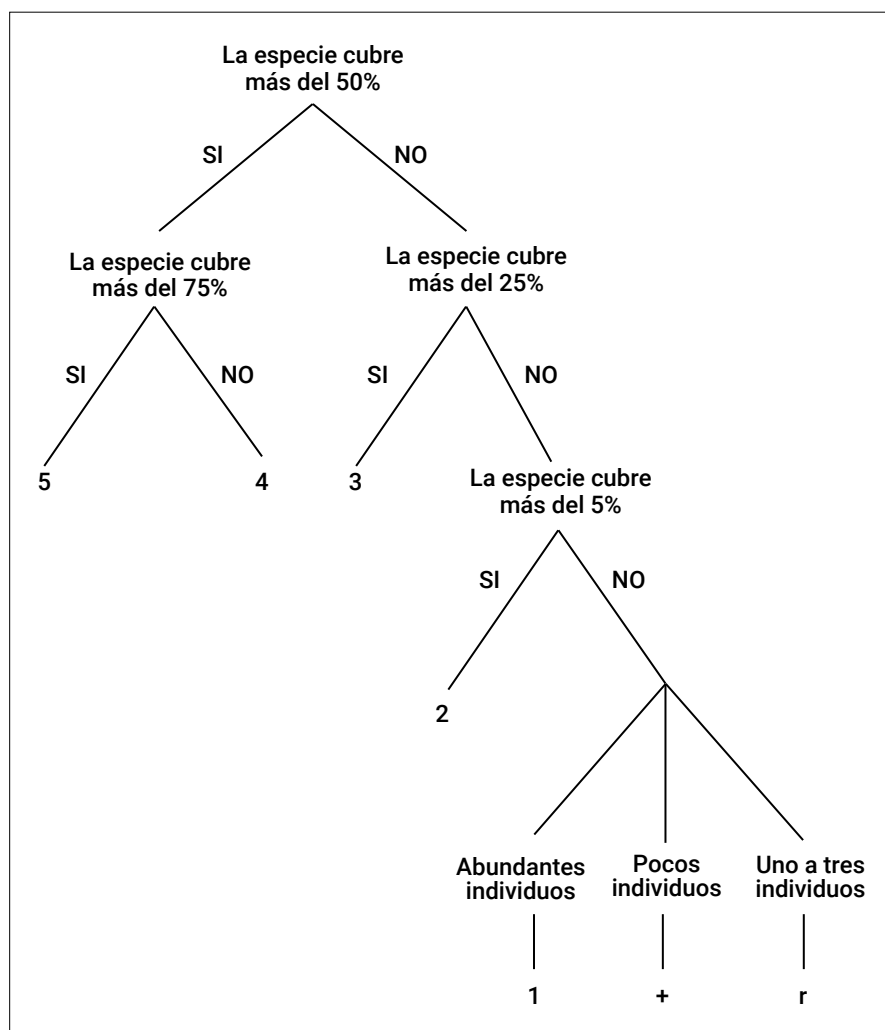 La especie cubre
más del 50%
SI
NO
La especie cubre
más del 75%
La especie cubre
más del 25%
SI
NO
SI
NO
5
4
3
La especie cubre
más del 5%
SI
NO
2
Abundantes
individuos
Pocos
individuos
Uno a tres
individuos
1
+
r